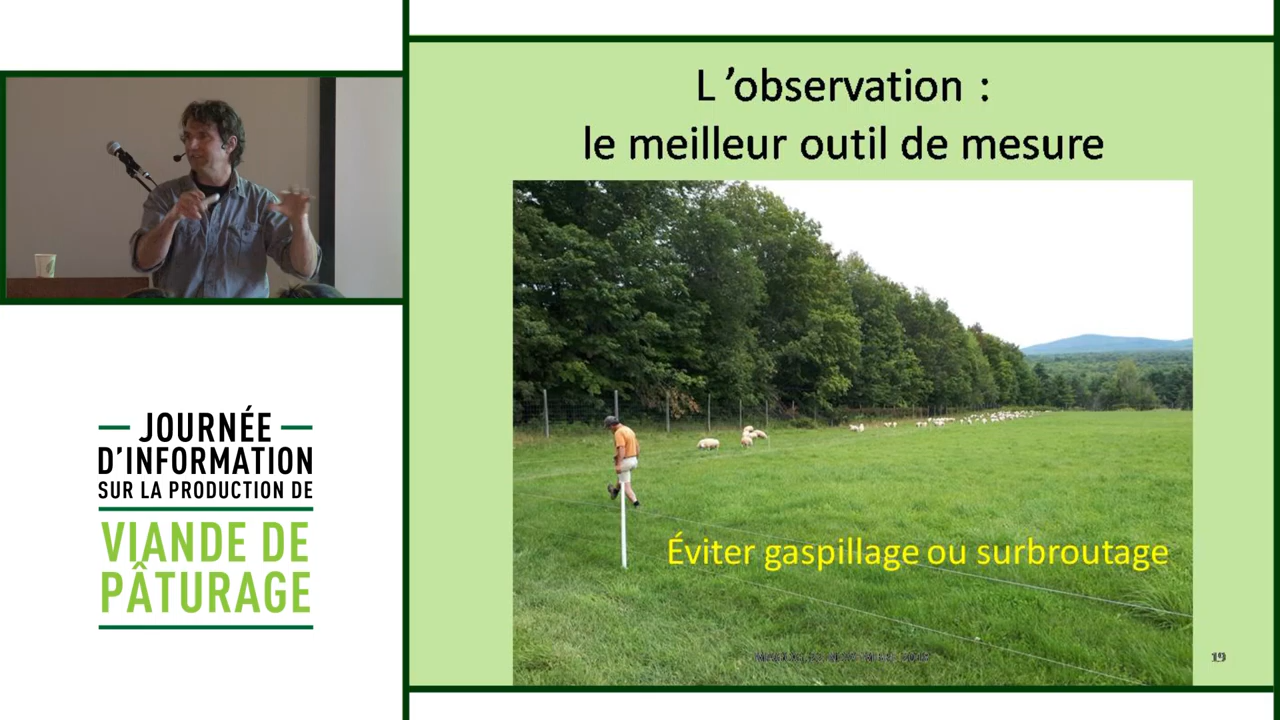 L ’observation :
le meilleur outil de mesure
Éviter gaspillage ou surbroutage
19
JOURNÉE
D’INFORMATION
SUR LA PRODUCTION DE
VIANDE DE
PÂTURAGE